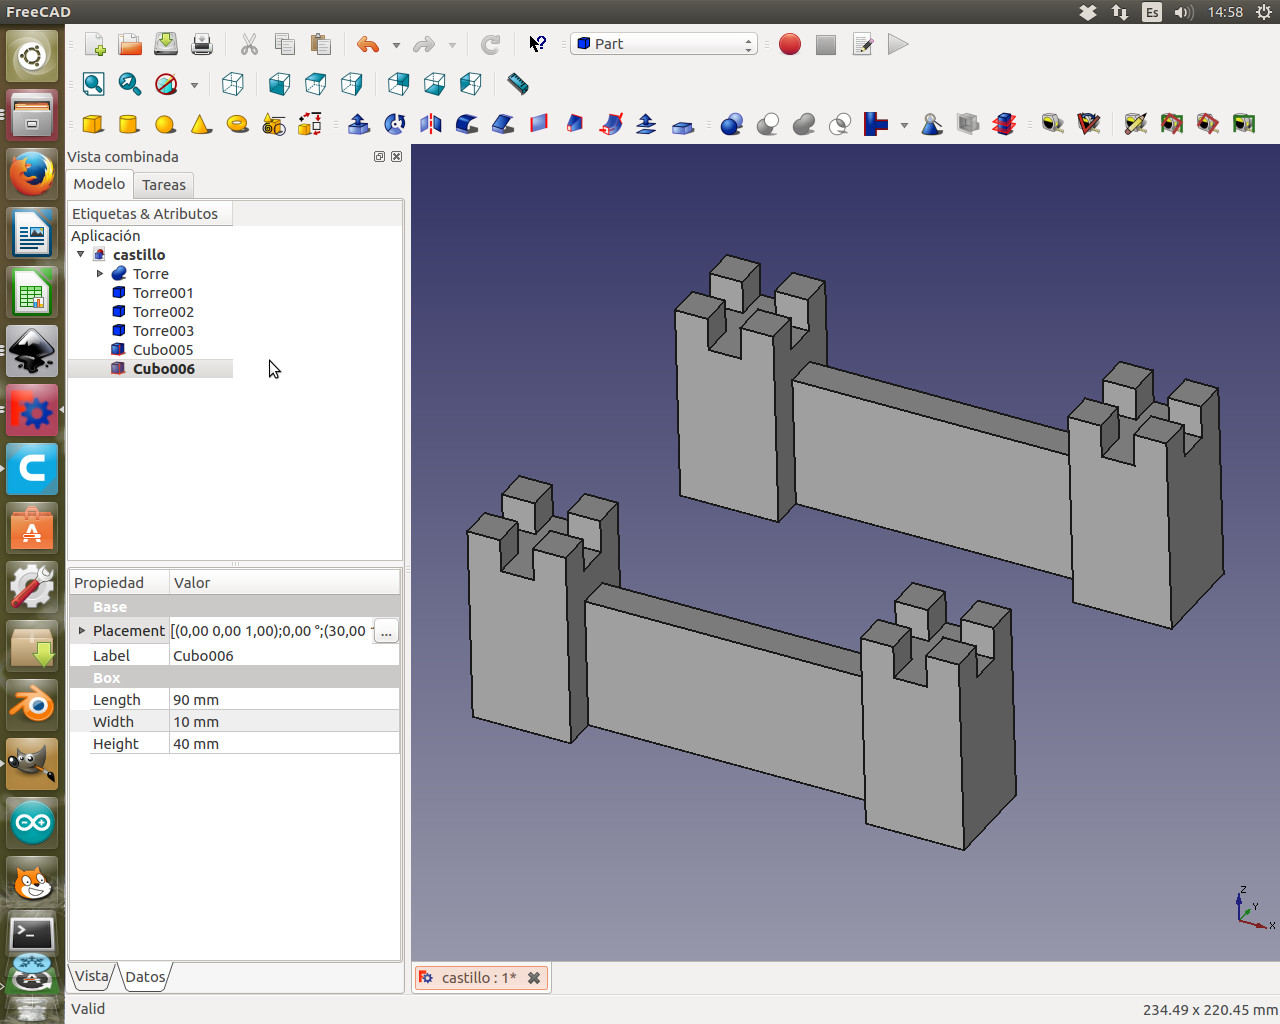 FreeCAD
Es
14:58
Part
Vista combinada
Modelo
Tareas
Etiquetas & Atributos
Aplicación
castillo
Torre
Torre001
Torre002
Torre003
Cubo005
Cubo006
Propiedad Valor
Base
Placement [(0,00 0,00 1,00);0,00 °;(30,00 ...
Label Cubo006
Box
Length 90 mm
Width 10 mm
Height 40 mm
Vista
Datos
castillo : 1*
Z
Y
X
Valid
234.49 x 220.45 mm